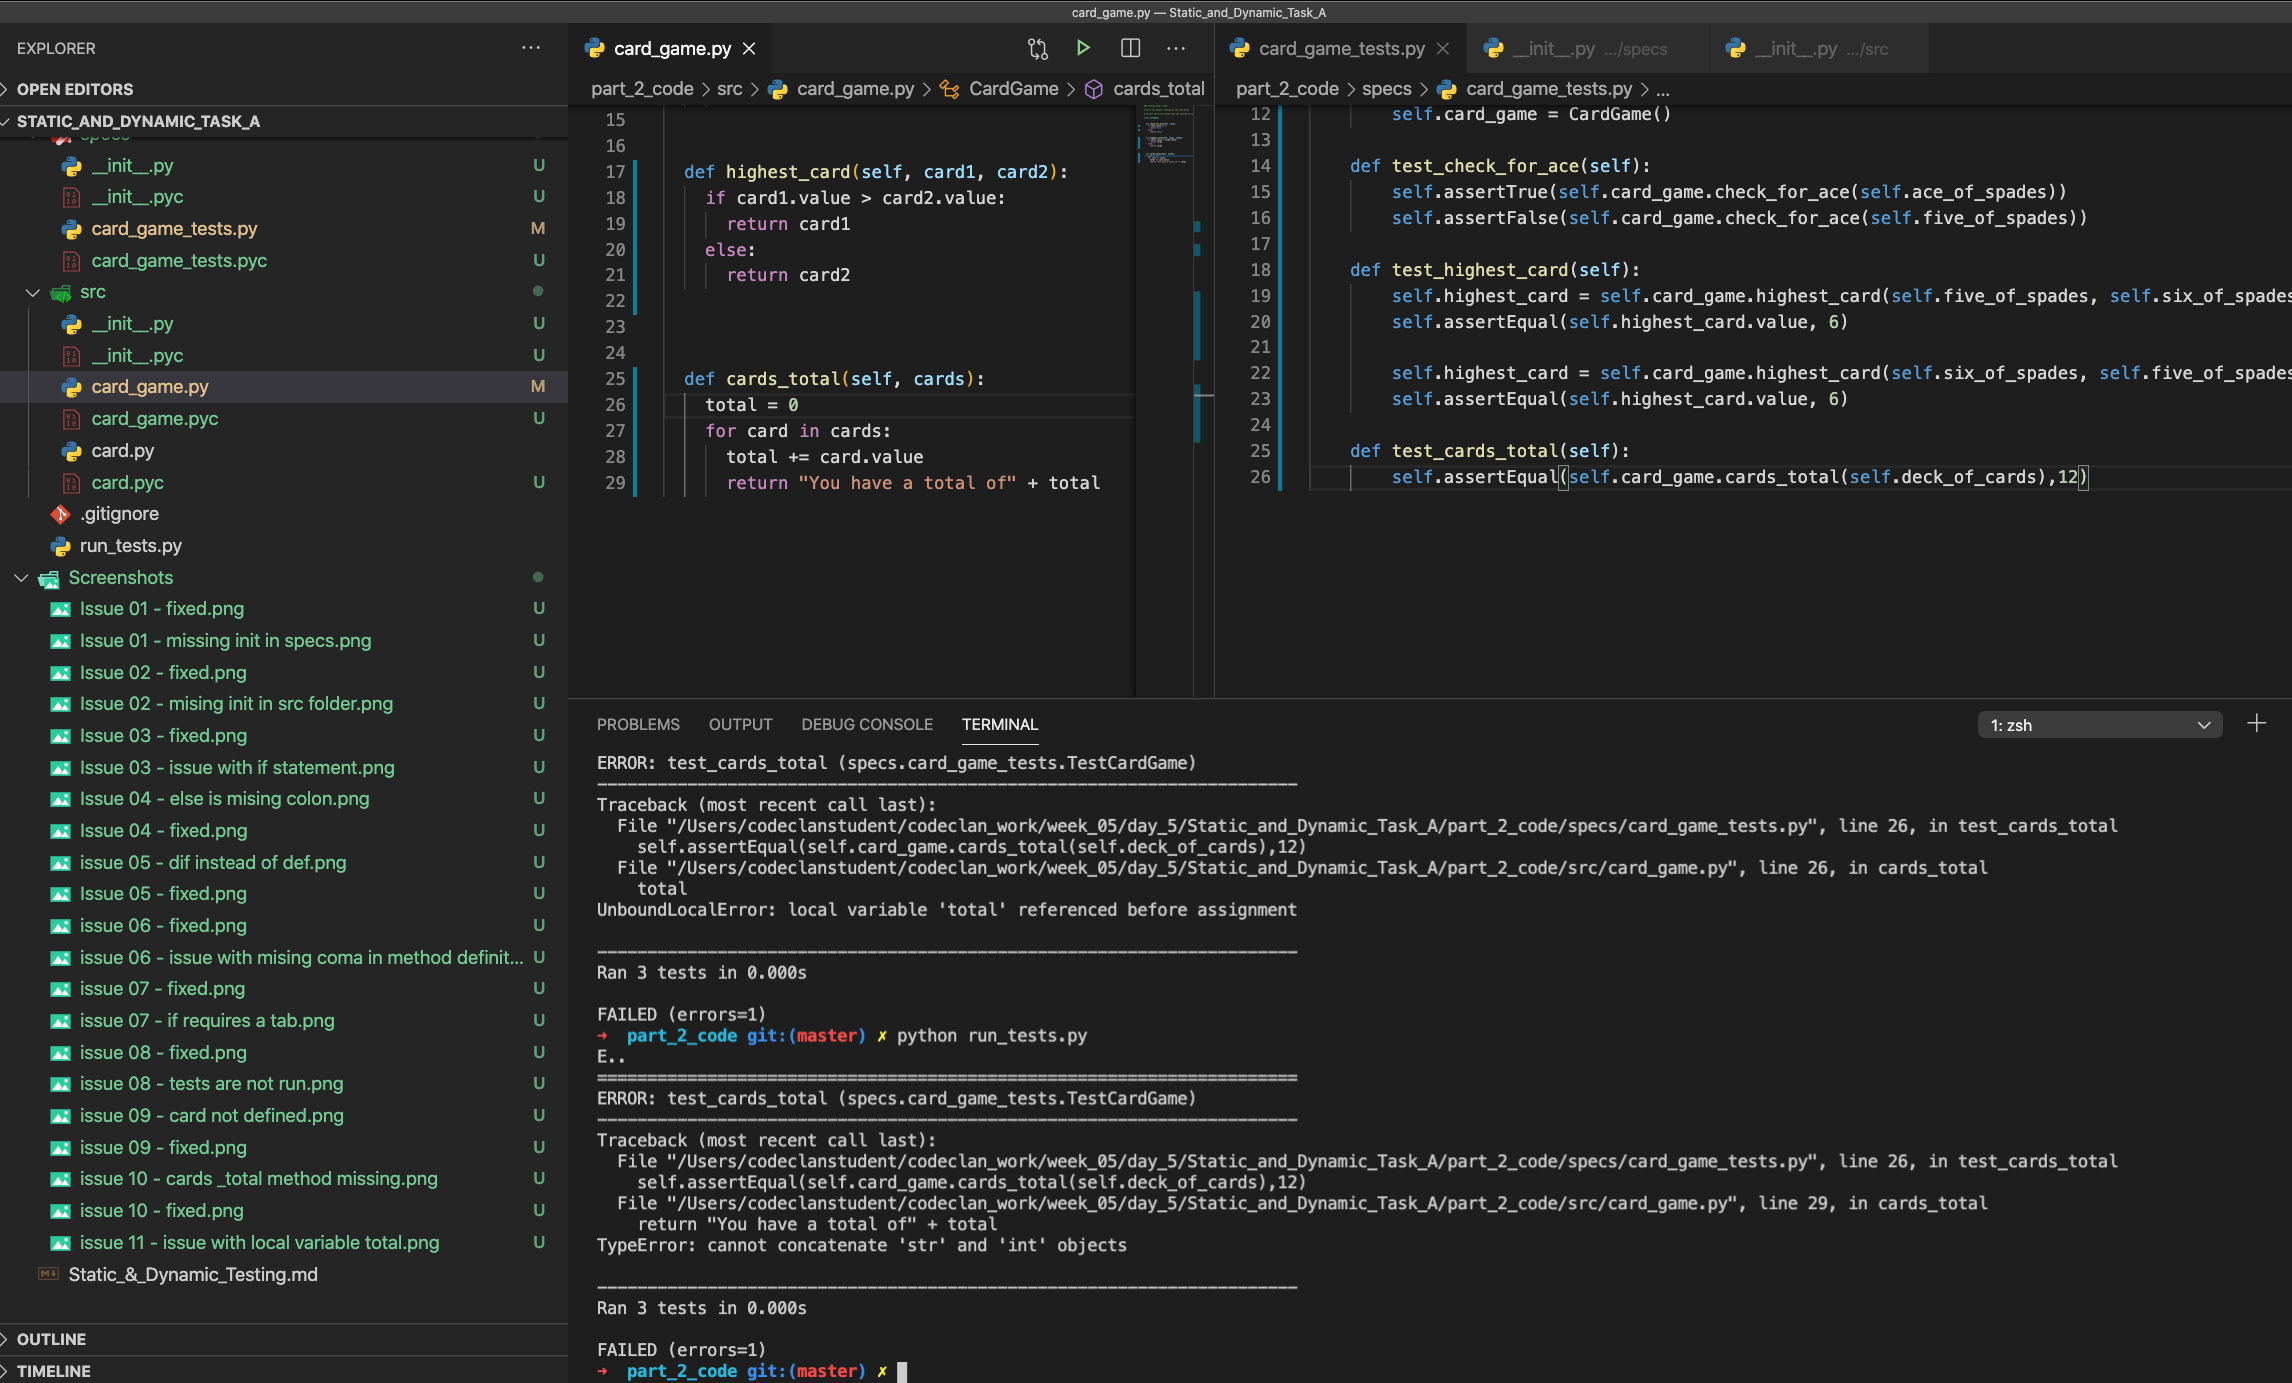 card_game.py — Static_and_Dynamic_Task_A
EXPLORER
OPEN EDITORS
STATIC_AND_DYNAMIC_TASK_A
specs
__init__.py U
__init__.pyc U
card_game_tests.py M
card_game_tests.pyc U
src
__init__.py U
__init__.pyc U
card_game.py M
card_game.pyc U
card.py
card.pyc U
.gitignore
run_tests.py
Screenshots
Issue 01 - fixed.png U
Issue 01 - missing init in specs.png U
Issue 02 - fixed.png U
Issue 02 - mising init in src folder.png U
Issue 03 - fixed.png U
Issue 03 - issue with if statement.png U
Issue 04 - else is mising colon.png U
Issue 04 - fixed.png U
issue 05 - dif instead of def.png U
Issue 05 - fixed.png U
issue 06 - fixed.png U
issue 06 - issue with mising coma in method definit... U
issue 07 - fixed.png U
issue 07 - if requires a tab.png U
issue 08 - fixed.png U
issue 08 - tests are not run.png U
issue 09 - card not defined.png U
issue 09 - fixed.png U
issue 10 - cards _total method missing.png U
issue 10 - fixed.png U
issue 11 - issue with local variable total.png U
Static_&_Dynamic_Testing.md
OUTLINE
TIMELINE
card_game.py
part_2_code > src > card_game.py > CardGame > cards_total
15
16
17 def highest_card(self, card1, card2):
18 if card1.value > card2.value:
19 return card1
20 else:
21 return card2
22
23
24
25 def cards_total(self, cards):
26 total = 0
27 for card in cards:
28 total += card.value
29 return "You have a total of" + total
card_game_tests.py __init__.py .../specs __init__.py .../src
part_2_code > specs > card_game_tests.py > ...
12 self.card_game = CardGame()
13
14 def test_check_for_ace(self):
15 self.assertTrue(self.card_game.check_for_ace(self.ace_of_spades))
16 self.assertFalse(self.card_game.check_for_ace(self.five_of_spades))
17
18 def test_highest_card(self):
19 self.highest_card = self.card_game.highest_card(self.five_of_spades, self.six_of_spades
20 self.assertEqual(self.highest_card.value, 6)
21
22 self.highest_card = self.card_game.highest_card(self.six_of_spades, self.five_of_spades
23 self.assertEqual(self.highest_card.value, 6)
24
25 def test_cards_total(self):
26 self.assertEqual(self.card_game.cards_total(self.deck_of_cards),12)
PROBLEMS OUTPUT DEBUG CONSOLE TERMINAL
1: zsh
ERROR: test_cards_total (specs.card_game_tests.TestCardGame)
----------------------------------------------------------------------
Traceback (most recent call last):
File "/Users/codeclanstudent/codeclan_work/week_05/day_5/Static_and_Dynamic_Task_A/part_2_code/specs/card_game_tests.py", line 26, in test_cards_total
self.assertEqual(self.card_game.cards_total(self.deck_of_cards),12)
File "/Users/codeclanstudent/codeclan_work/week_05/day_5/Static_and_Dynamic_Task_A/part_2_code/src/card_game.py", line 26, in cards_total
total
UnboundLocalError: local variable 'total' referenced before assignment
----------------------------------------------------------------------
Ran 3 tests in 0.000s
FAILED (errors=1)
→ part_2_code git:(master) ✗ python run_tests.py
E..
======================================================================
ERROR: test_cards_total (specs.card_game_tests.TestCardGame)
----------------------------------------------------------------------
Traceback (most recent call last):
File "/Users/codeclanstudent/codeclan_work/week_05/day_5/Static_and_Dynamic_Task_A/part_2_code/specs/card_game_tests.py", line 26, in test_cards_total
self.assertEqual(self.card_game.cards_total(self.deck_of_cards),12)
File "/Users/codeclanstudent/codeclan_work/week_05/day_5/Static_and_Dynamic_Task_A/part_2_code/src/card_game.py", line 29, in cards_total
return "You have a total of" + total
TypeError: cannot concatenate 'str' and 'int' objects
----------------------------------------------------------------------
Ran 3 tests in 0.000s
FAILED (errors=1)
→ part_2_code git:(master) ✗